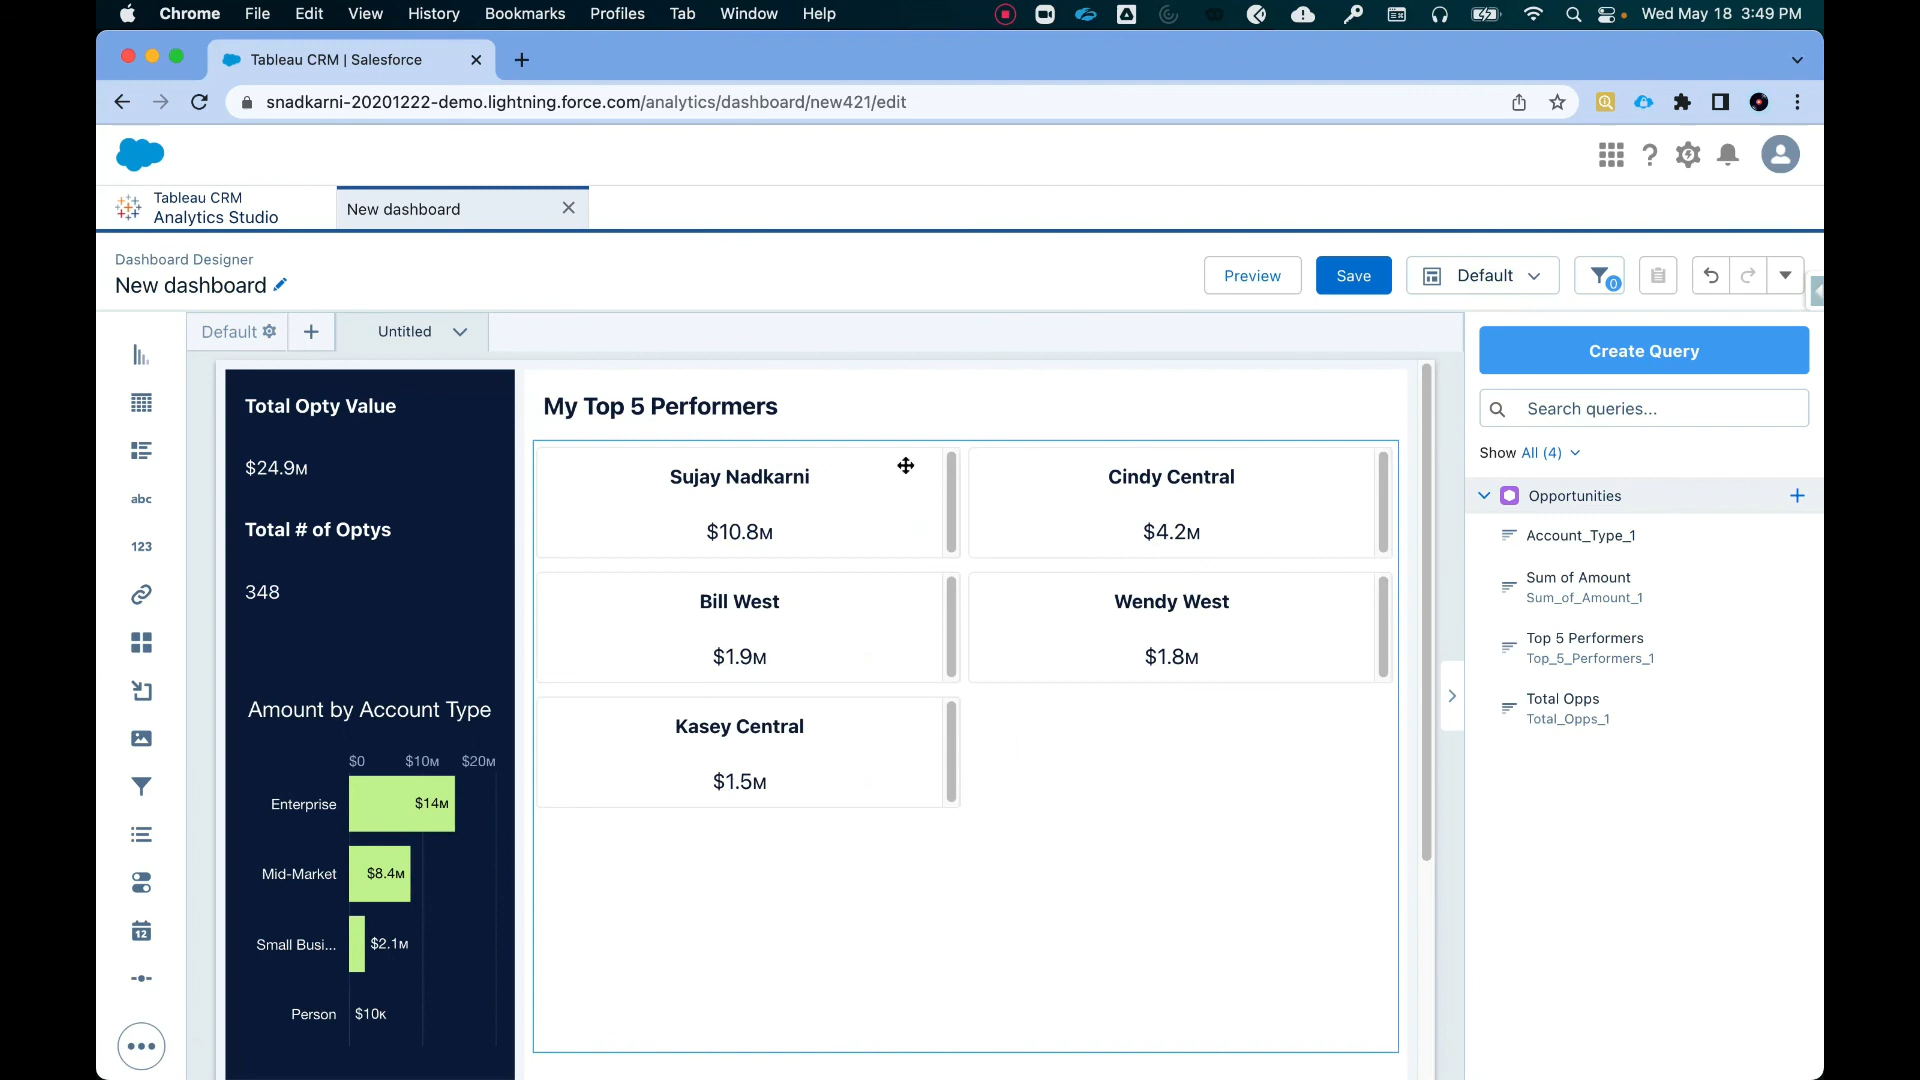 Chrome File Edit View History Bookmarks Profiles Tab Window Help Wed May 18 3:49 PM
Tableau CRM | Salesforce
snadkarni-20201222-demo.lightning.force.com/analytics/dashboard/new421/edit
Tableau CRM
Analytics Studio
New dashboard
Dashboard Designer
New dashboard
Preview
Save
Default
0
Default
Untitled
Total Opty Value
$24.9M
Total # of Optys
348
Amount by Account Type
$0 $10M $20M
Enterprise $14M
Mid-Market $8.4M
Small Busi... $2.1M
Person $10K
My Top 5 Performers
Sujay Nadkarni
$10.8M
Cindy Central
$4.2M
Bill West
$1.9M
Wendy West
$1.8M
Kasey Central
$1.5M
abc
123
12
Create Query
Search queries...
Show All (4)
Opportunities
Account_Type_1
Sum of Amount
Sum_of_Amount_1
Top 5 Performers
Top_5_Performers_1
Total Opps
Total_Opps_1